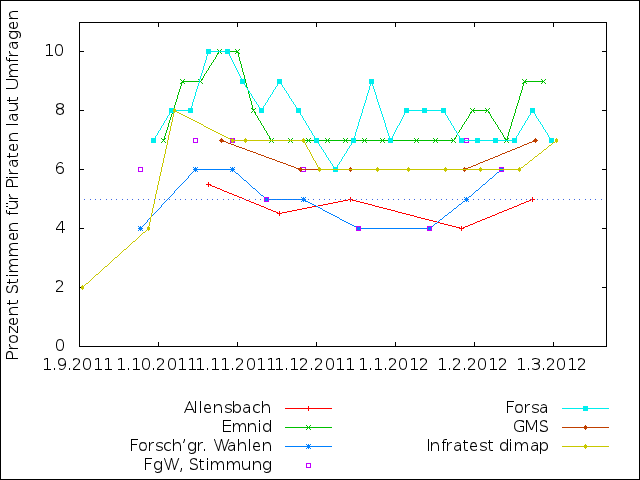 Prozent Stimmen für Piraten laut Umfragen
10
8
6
4
2
0
1.9.2011 1.10.2011 1.11.2011 1.12.2011 1.1.2012 1.2.2012 1.3.2012
Allensbach
Emnid
Forsch'gr. Wahlen
FgW, Stimmung
Forsa
GMS
Infratest dimap